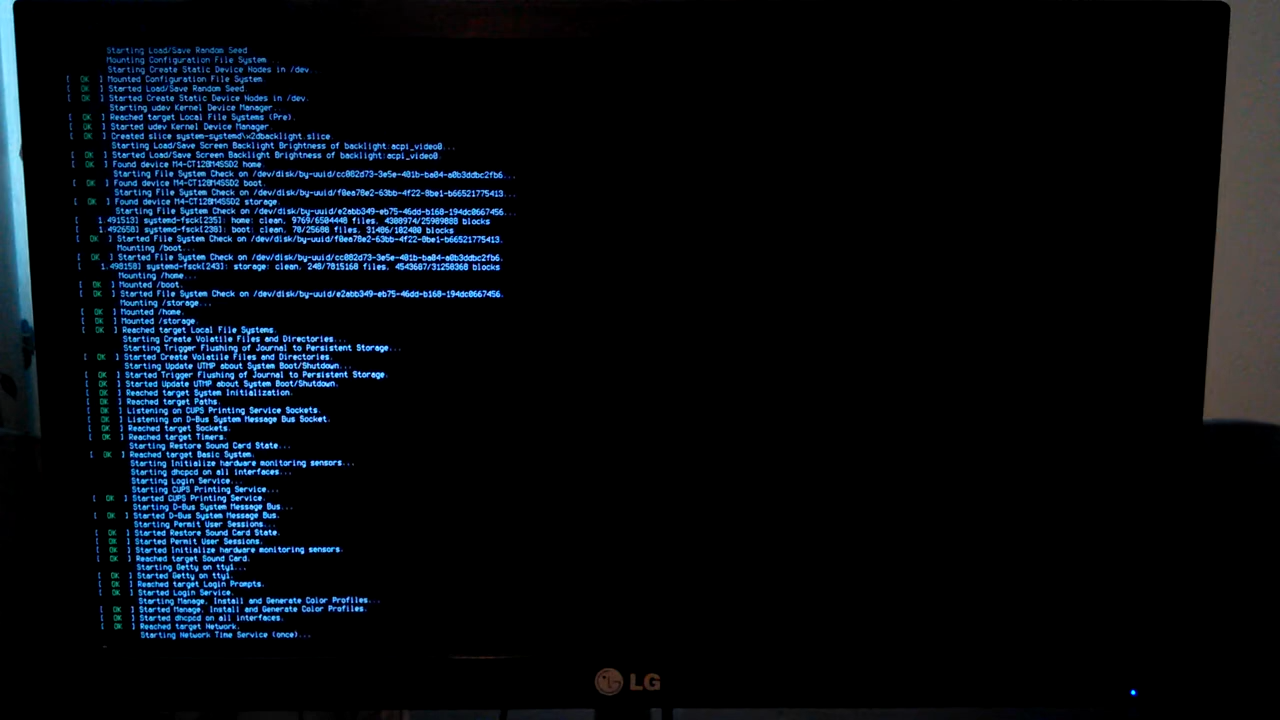 Starting Load/Save Random Seed
Mounting Configuration File System...
Starting Create Static Device Nodes in /dev...
[ OK ] Mounted Configuration File System
[ OK ] Started Load/Save Random Seed.
[ OK ] Started Create Static Device Nodes in /dev.
Starting udev Kernel Device Manager...
[ OK ] Reached target Local File Systems (Pre).
[ OK ] Started udev Kernel Device Manager.
[ OK ] Created slice system-systemd\x2dbacklight.slice.
Starting Load/Save Screen Backlight Brightness of backlight:acpi_video0...
[ OK ] Started Load/Save Screen Backlight Brightness of backlight:acpi_video0.
[ OK ] Found device M4-CT128M4SSD2 home.
Starting File System Check on /dev/disk/by-uuid/cc082d73-3e5e-401b-ba04-a0b3ddbc2fb6...
[ OK ] Found device M4-CT128M4SSD2 boot.
Starting File System Check on /dev/disk/by-uuid/f0ea78e2-63bb-4f22-8be1-b66521775413...
[ OK ] Found device M4-CT128M4SSD2 storage.
Starting File System Check on /dev/disk/by-uuid/e2abb349-eb75-46dd-b168-194dc0667456...
[ 1.491513] systemd-fsck[235]: home: clean, 9769/6504448 files, 4308974/25989888 blocks
[ 1.492658] systemd-fsck[238]: boot: clean, 70/25688 files, 31486/102400 blocks
[ OK ] Started File System Check on /dev/disk/by-uuid/f0ea78e2-63bb-4f22-8be1-b66521775413.
Mounting /boot...
[ OK ] Started File System Check on /dev/disk/by-uuid/cc082d73-3e5e-401b-ba04-a0b3ddbc2fb6.
[ 1.498158] systemd-fsck[243]: storage: clean, 248/7815168 files, 4543687/31258368 blocks
Mounting /home...
[ OK ] Mounted /boot.
[ OK ] Started File System Check on /dev/disk/by-uuid/e2abb349-eb75-46dd-b168-194dc0667456.
Mounting /storage...
[ OK ] Mounted /home.
[ OK ] Mounted /storage.
[ OK ] Reached target Local File Systems.
Starting Create Volatile Files and Directories...
Starting Trigger Flushing of Journal to Persistent Storage...
[ OK ] Started Create Volatile Files and Directories.
Starting Update UTMP about System Boot/Shutdown...
[ OK ] Started Trigger Flushing of Journal to Persistent Storage.
[ OK ] Started Update UTMP about System Boot/Shutdown.
[ OK ] Reached target System Initialization.
[ OK ] Reached target Paths.
[ OK ] Listening on CUPS Printing Service Sockets.
[ OK ] Listening on D-Bus System Message Bus Socket.
[ OK ] Reached target Sockets.
[ OK ] Reached target Timers.
Starting Restore Sound Card State...
[ OK ] Reached target Basic System.
Starting Initialize hardware monitoring sensors...
Starting dhcpcd on all interfaces...
Starting Login Service...
Starting CUPS Printing Service...
[ OK ] Started CUPS Printing Service.
Starting D-Bus System Message Bus...
[ OK ] Started D-Bus System Message Bus.
Starting Permit User Sessions...
[ OK ] Started Restore Sound Card State.
[ OK ] Started Permit User Sessions.
[ OK ] Started Initialize hardware monitoring sensors.
[ OK ] Reached target Sound Card.
Starting Getty on tty1...
[ OK ] Started Getty on tty1.
[ OK ] Reached target Login Prompts.
[ OK ] Started Login Service.
Starting Manage, Install and Generate Color Profiles...
[ OK ] Started Manage, Install and Generate Color Profiles.
[ OK ] Started dhcpcd on all interfaces.
[ OK ] Reached target Network.
Starting Network Time Service (once)...
LG